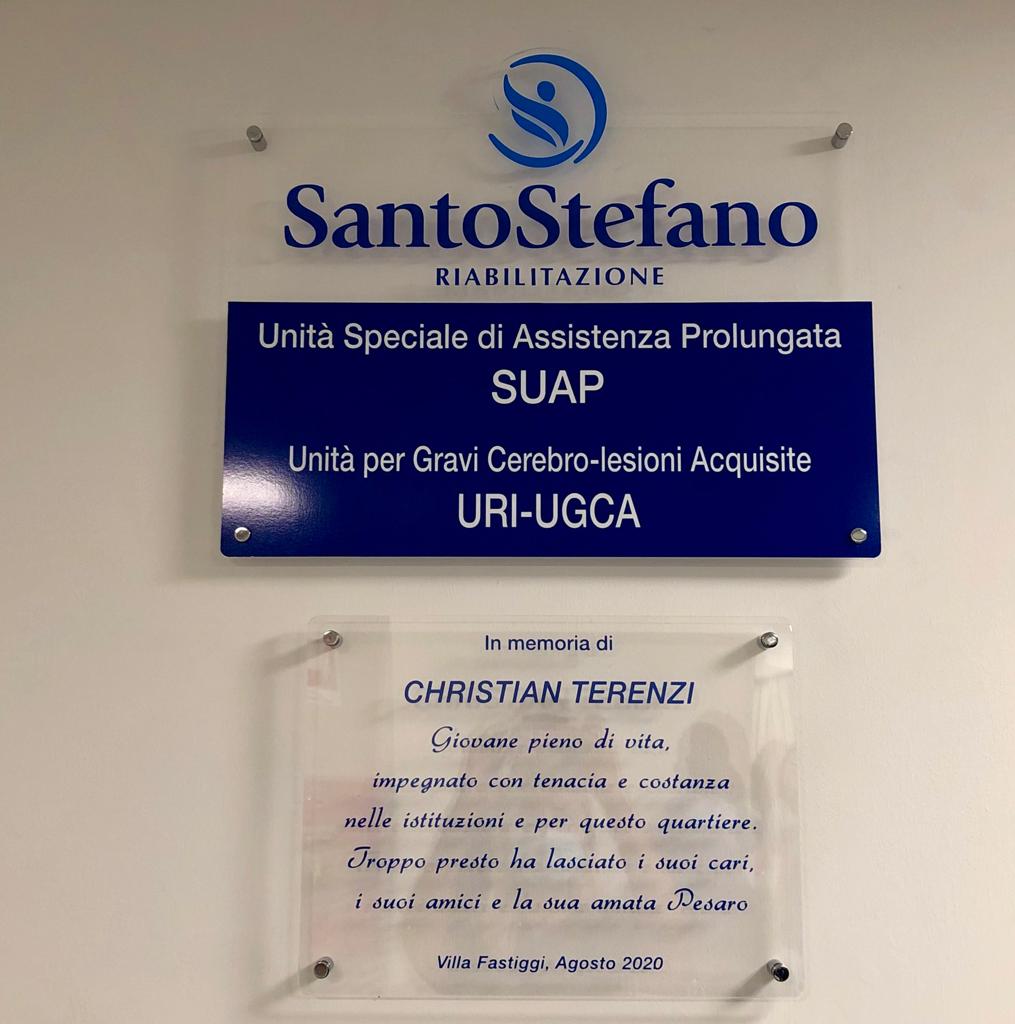 SantoStefano
RIABILITAZIONE
Unità Speciale di Assistenza Prolungata
SUAP
Unità per Gravi Cerebro-lesioni Acquisite
URI-UGCA
In memoria di
CHRISTIAN TERENZI
Giovane pieno di vita,
impegnato con tenacia e costanza
nelle istituzioni e per questo quartiere.
Troppo presto ha lasciato i suoi cari,
i suoi amici e la sua amata Pesaro
Villa Fastiggi, Agosto 2020